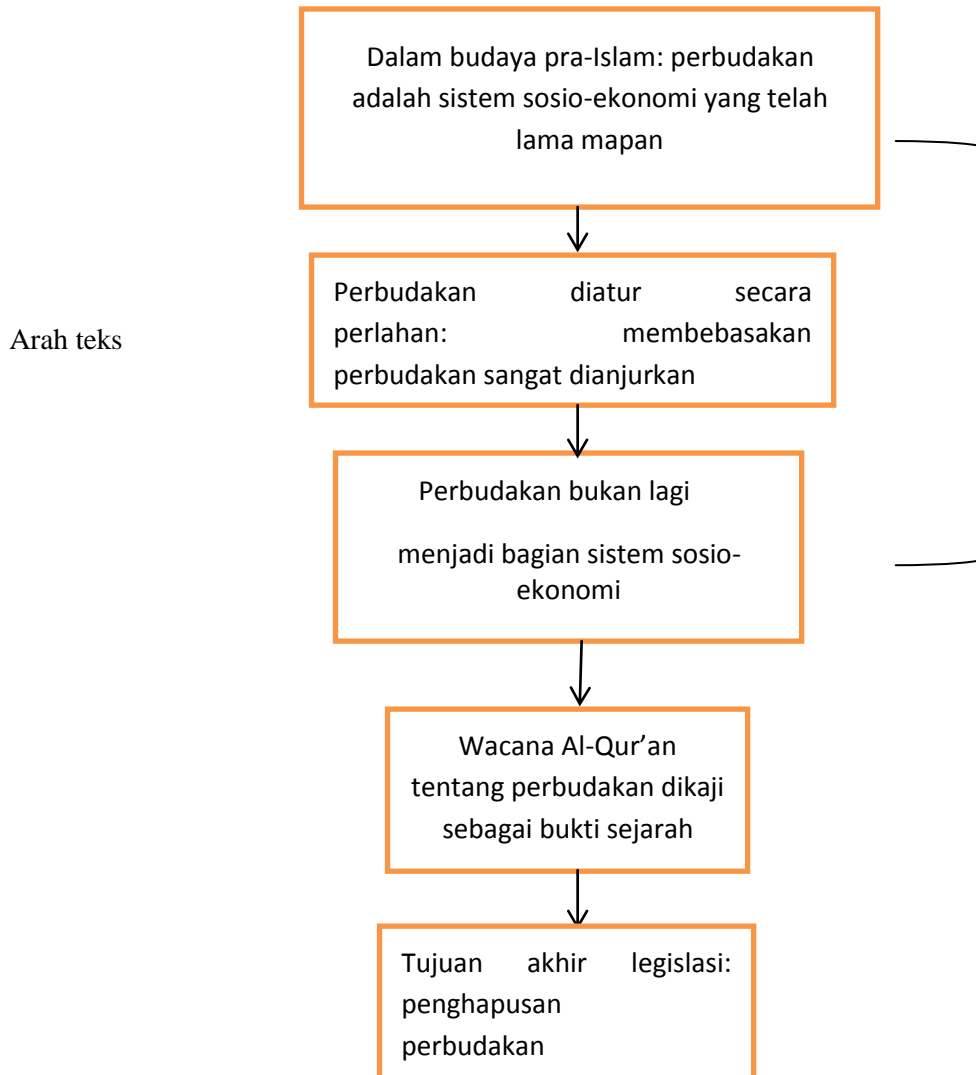 Dalam budaya pra-Islam: perbudakan
adalah sistem sosio-ekonomi yang telah
lama mapan
Perbudakan diatur secara
perlahan: membebasakan
perbudakan sangat dianjurkan
Arah teks
Perbudakan bukan lagi
menjadi bagian sistem sosio-
ekonomi
Wacana Al-Qur’an
tentang perbudakan dikaji
sebagai bukti sejarah
Tujuan akhir legislasi:
penghapusan
perbudakan